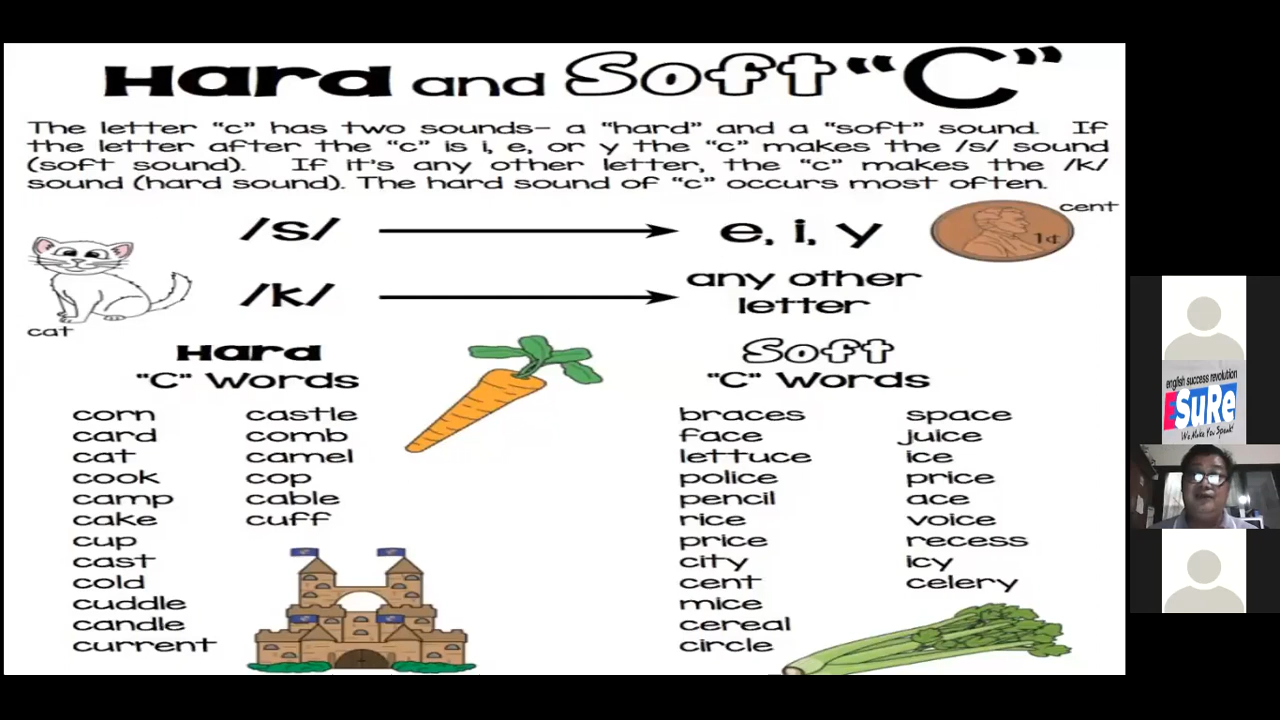 Hard and Soft “C”
The letter “c” has two sounds- a “hard” and a “soft” sound. If
the letter after the “c” is i, e, or y the “c” makes the /s/ sound
(soft sound). If it's any other letter, the “c” makes the /k/
sound (hard sound). The hard sound of “c” occurs most often.
cent
/s/ e, i, y
1¢
/k/ any other
letter
cat
Hard
“C” Words
corn castle
card comb
cat camel
cook cop
camp cable
cake cuff
cup
cast
cold
cuddle
candle
current
Soft
“C” Words
braces space
face juice
lettuce ice
police price
pencil ace
rice voice
price recess
city icy
cent celery
mice
cereal
circle
english success revolution
eSuRe
We Make You Speak!